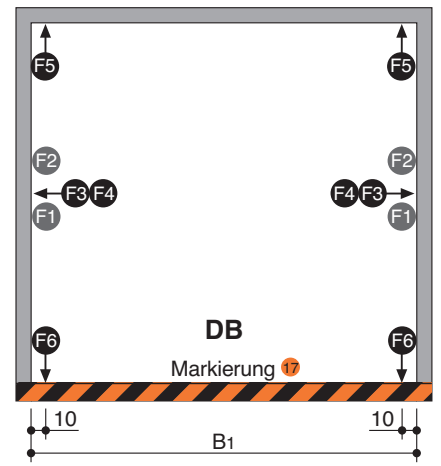 F5 F5
F2 F2
F3 F4 F4 F3
F1 F1
DB
F6 F6
Markierung 17
10 10
B1